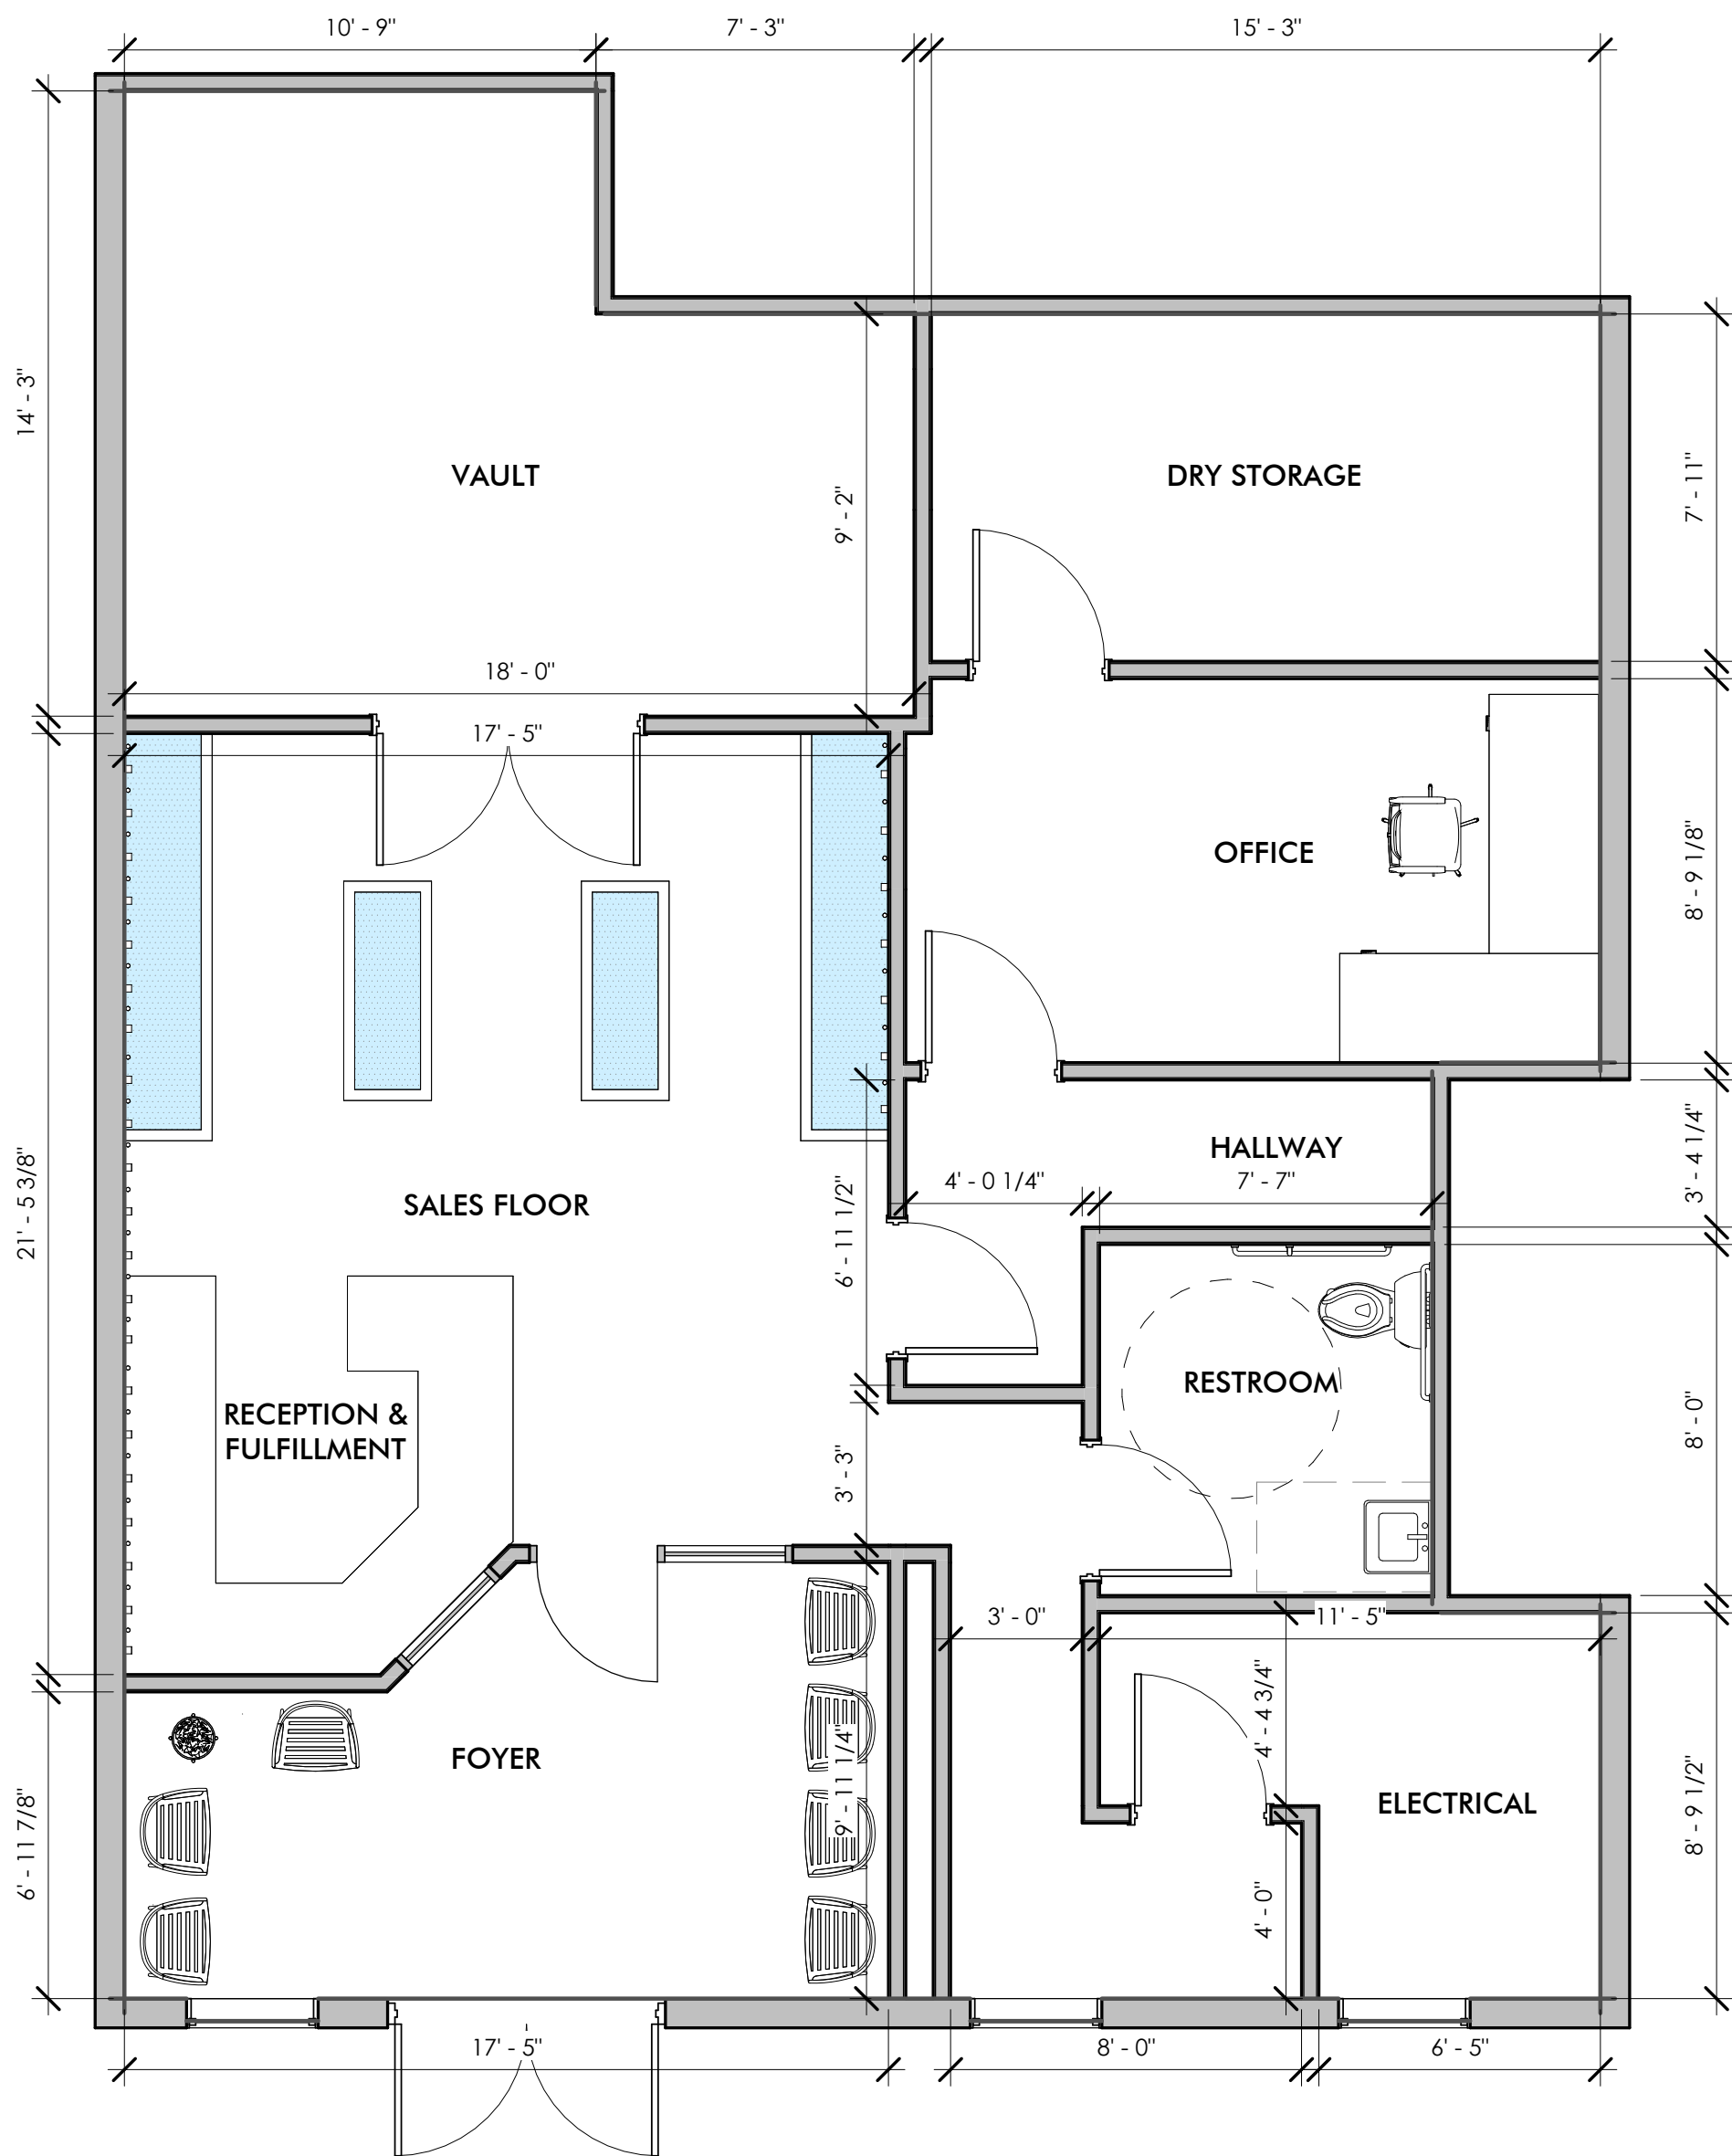 10' - 9"
7' - 3"
15' - 3"
14' - 3"
7' - 11"
VAULT
DRY STORAGE
9' - 2"
18' - 0"
17' - 5"
OFFICE
8' - 9 1/8"
HALLWAY
3' - 4 1/4"
4' - 0 1/4"
7' - 7"
SALES FLOOR
21' - 5 3/8"
6' - 11 1/2"
RESTROOM
RECEPTION &
FULFILLMENT
8' - 0"
3' - 3"
3' - 0"
11' - 5"
4' - 4 3/4"
FOYER
9' - 11 1/4"
ELECTRICAL
6' - 11 7/8"
8' - 9 1/2"
4' - 0"
17' - 5"
8' - 0"
6' - 5"